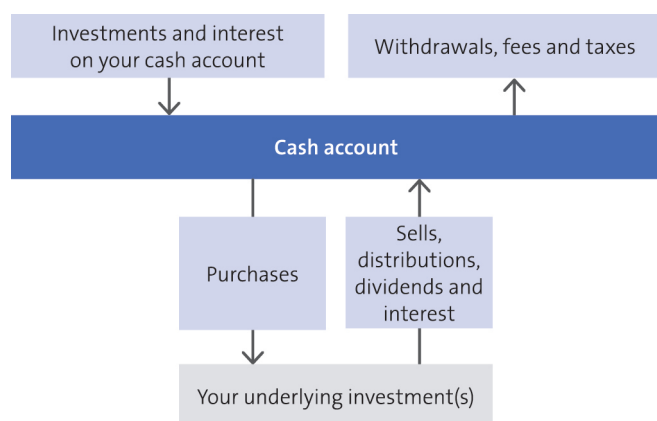 Investments and interest
on your cash account
Withdrawals, fees and taxes
Cash account
Purchases
Sells,
distributions,
dividends and
interest
Your underlying investment(s)